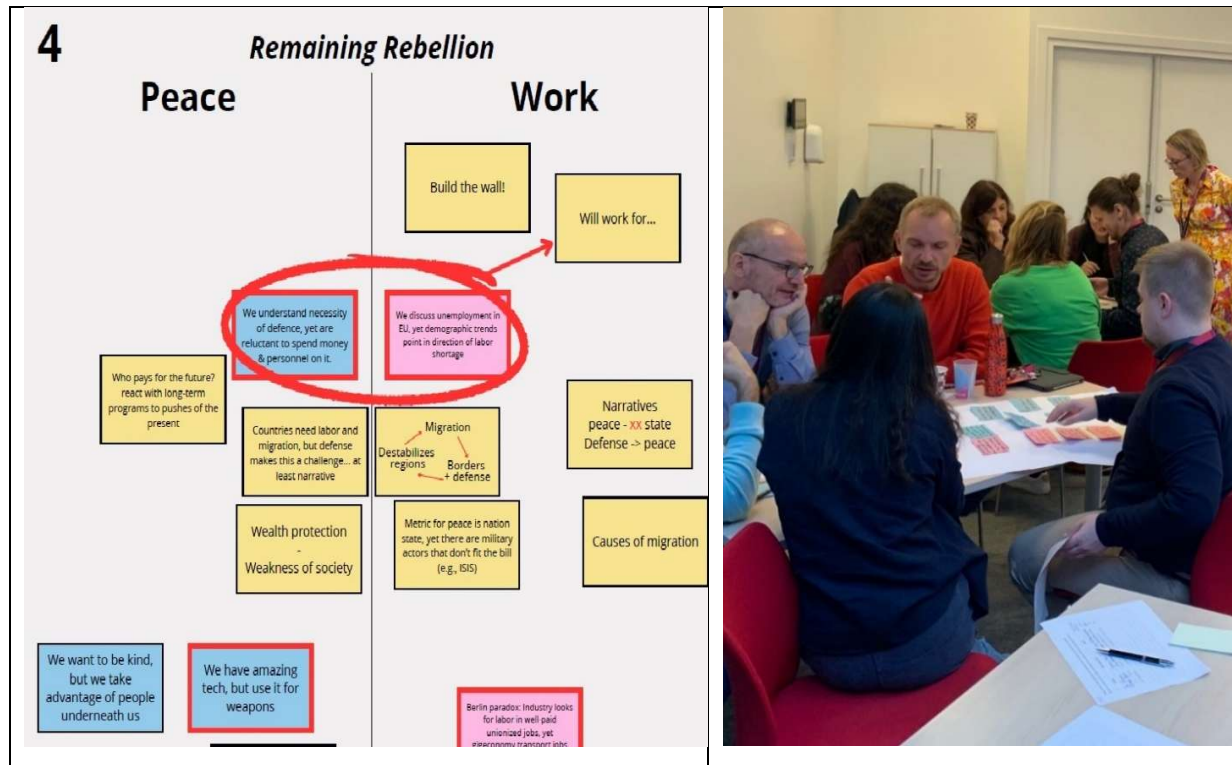 4
Remaining Rebellion
Peace
Work
Build the wall!
Will work for...
We understand necessity
of defence, yet are
reluctant to spend money
& personnel on it.
We discuss unemployment in
EU, yet demographic trends
point in direction of labor
shortage
Who pays for the future?
react with long-term
programs to pushes of the
present
Countries need labor and
migration, but defense
makes this a challenge... at
least narrative
Migration
Destabilizes
regions
Borders
+ defense
Narratives
peace - xx state
Defense -> peace
Wealth protection
-
Weakness of society
Metric for peace is nation
state, yet there are military
actors that don't fit the bill
(e.g., ISIS)
Causes of migration
We want to be kind,
but we take
advantage of people
underneath us
We have amazing
tech, but use it for
weapons
Berlin paradox: Industry looks
for labor in well paid
unionized jobs, yet
gigeconomy transport jobs